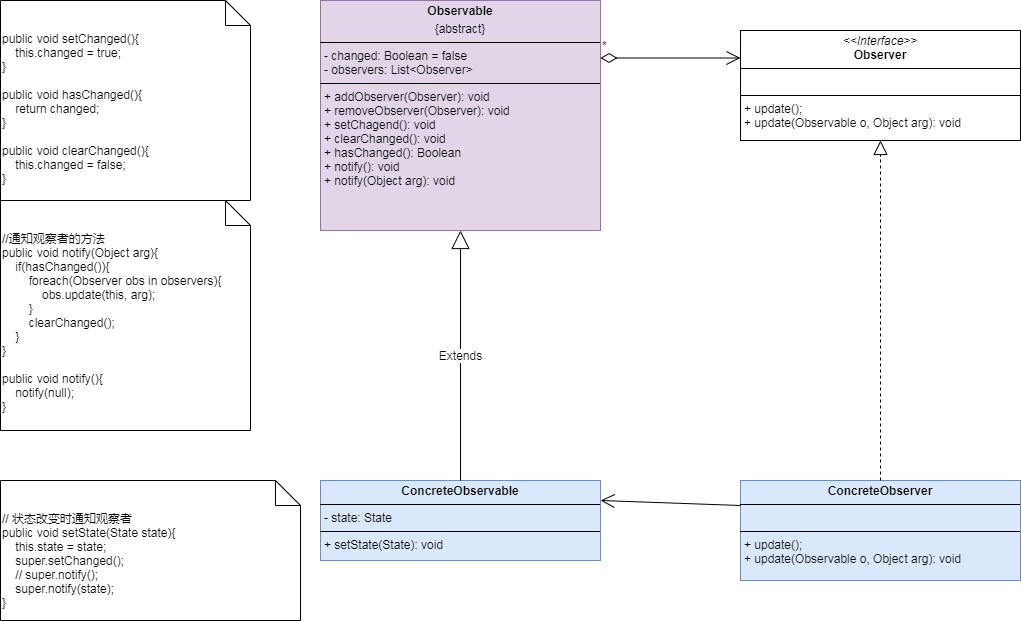 public void setChanged(){
this.changed = true;
}
public void hasChanged(){
return changed;
}
public void clearChanged(){
this.changed = false;
}
//通知观察者的方法
public void notify(Object arg){
if(hasChanged()){
foreach(Observer obs in observers){
obs.update(this, arg);
}
clearChanged();
}
}
public void notify(){
notify(null);
}
// 状态改变时通知观察者
public void setState(State state){
this.state = state;
super.setChanged();
// super.notify();
super.notify(state);
}
Observable
{abstract}
- changed: Boolean = false
- observers: List<Observer>
+ addObserver(Observer): void
+ removeObserver(Observer): void
+ setChagend(): void
+ clearChanged(): void
+ hasChanged(): Boolean
+ notify(): void
+ notify(Object arg): void
*
<<Interface>>
Observer
+ update();
+ update(Observable o, Object arg): void
Extends
ConcreteObservable
- state: State
+ setState(State): void
ConcreteObserver
+ update();
+ update(Observable o, Object arg): void